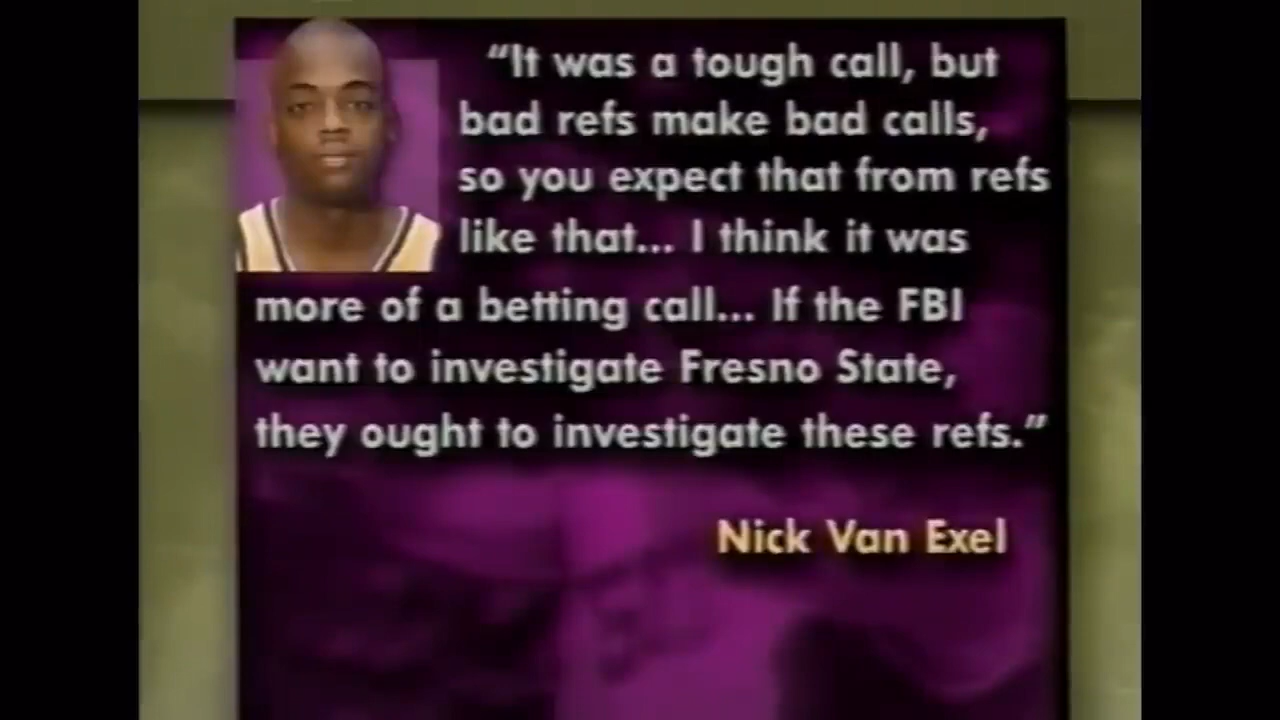 “It was a tough call, but
bad refs make bad calls,
so you expect that from refs
like that... I think it was
more of a betting call... If the FBI
want to investigate Fresno State,
they ought to investigate these refs.”
Nick Van Exel